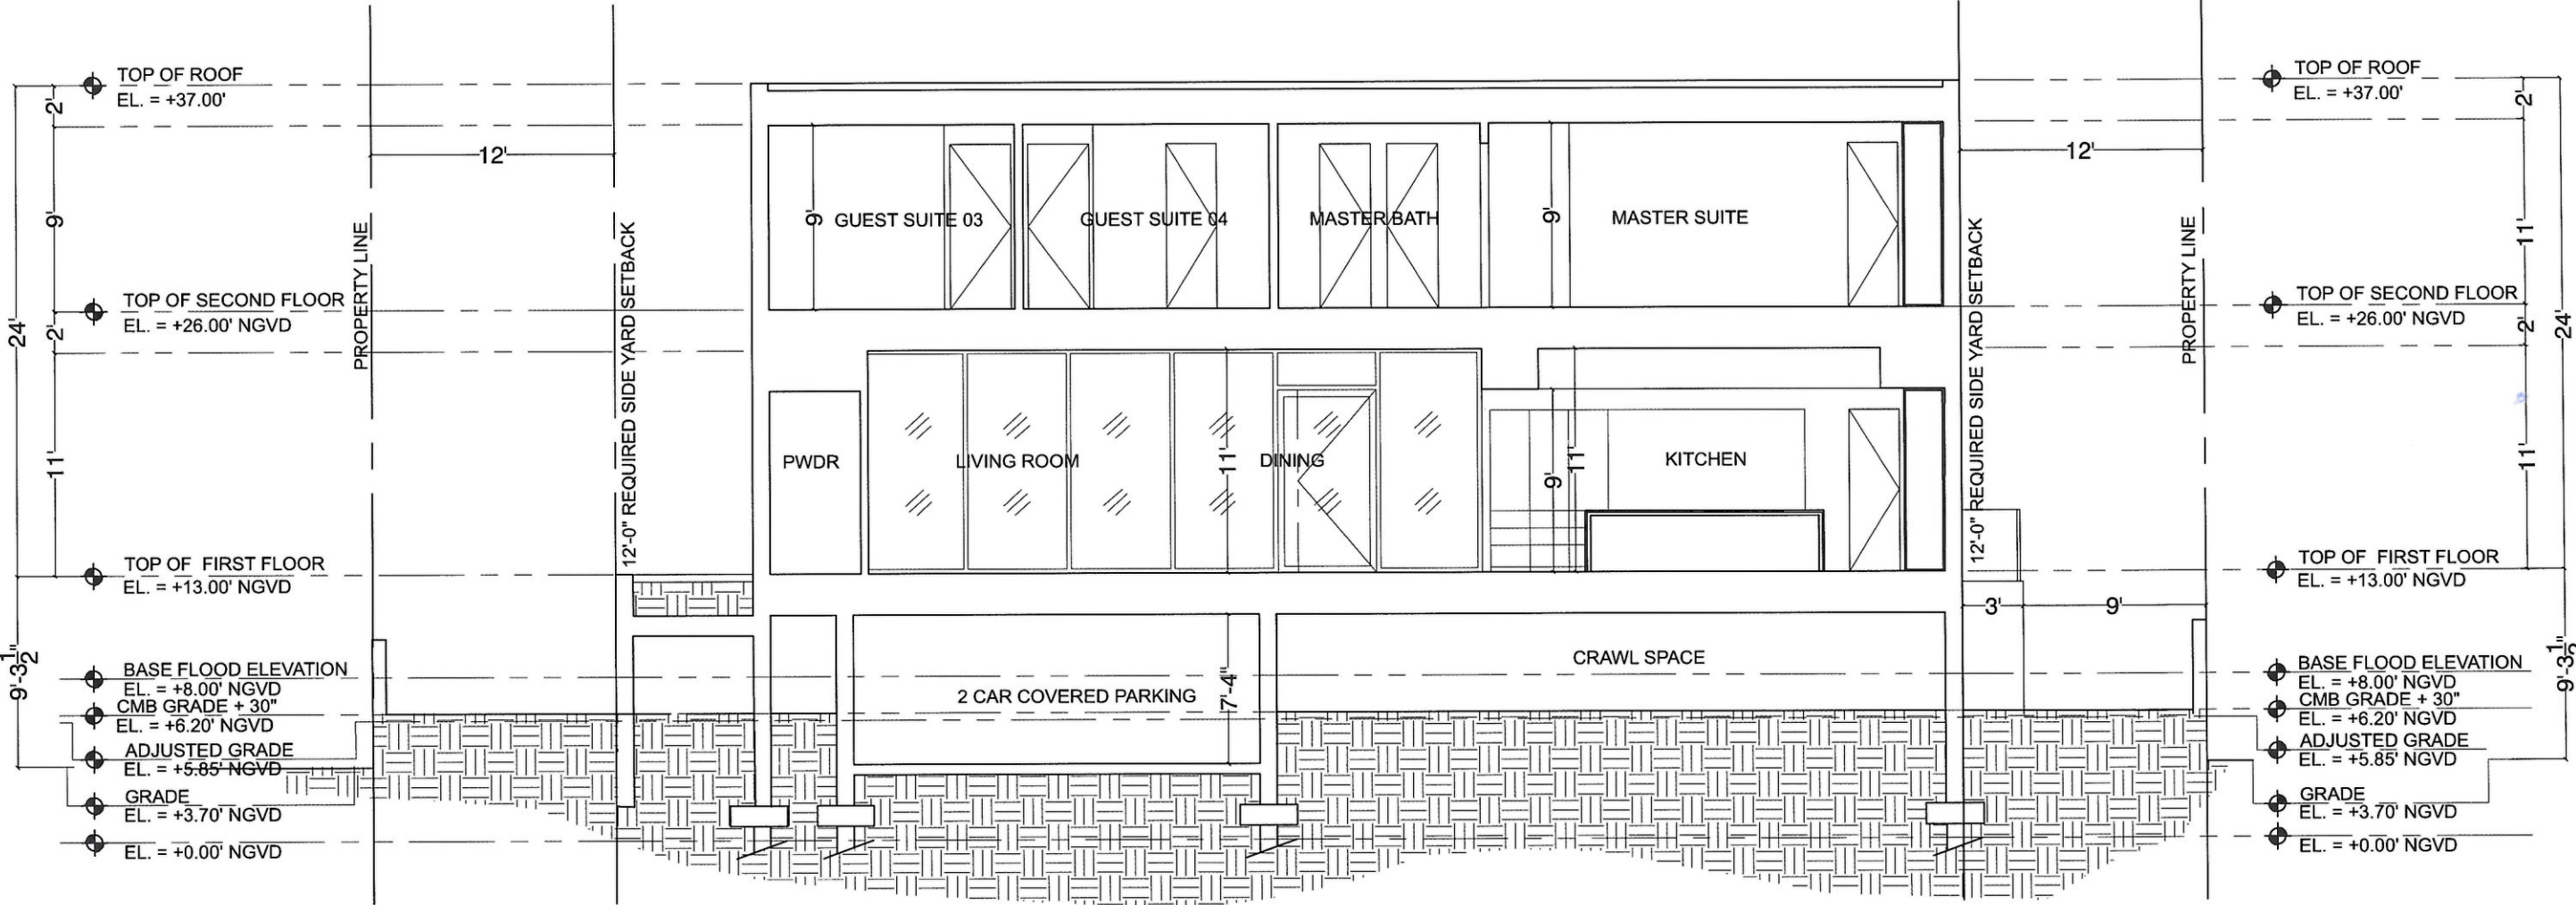 TOP OF ROOF
EL. = +37.00'
TOP OF ROOF
EL. = +37.00'
2'
2'
12'
12'
9'
9'
GUEST SUITE 03
GUEST SUITE 04
MASTER BATH
9'
MASTER SUITE
11'
PROPERTY LINE
12'-0" REQUIRED SIDE YARD SETBACK
12'-0" REQUIRED SIDE YARD SETBACK
PROPERTY LINE
TOP OF SECOND FLOOR
EL. = +26.00' NGVD
TOP OF SECOND FLOOR
EL. = +26.00' NGVD
24'
2'
2'
24'
11'
PWDR
LIVING ROOM
11'
DINING
9'
11'
KITCHEN
11'
TOP OF FIRST FLOOR
EL. = +13.00' NGVD
TOP OF FIRST FLOOR
EL. = +13.00' NGVD
3'
9'
9'-3 1/2"
BASE FLOOD ELEVATION
EL. = +8.00' NGVD
CMB GRADE + 30"
EL. = +6.20' NGVD
ADJUSTED GRADE
EL. = +5.85' NGVD
GRADE
EL. = +3.70' NGVD
EL. = +0.00' NGVD
2 CAR COVERED PARKING
7'-4"
CRAWL SPACE
BASE FLOOD ELEVATION
EL. = +8.00' NGVD
CMB GRADE + 30"
EL. = +6.20' NGVD
ADJUSTED GRADE
EL. = +5.85' NGVD
GRADE
EL. = +3.70' NGVD
EL. = +0.00' NGVD
9'-3 1/2"